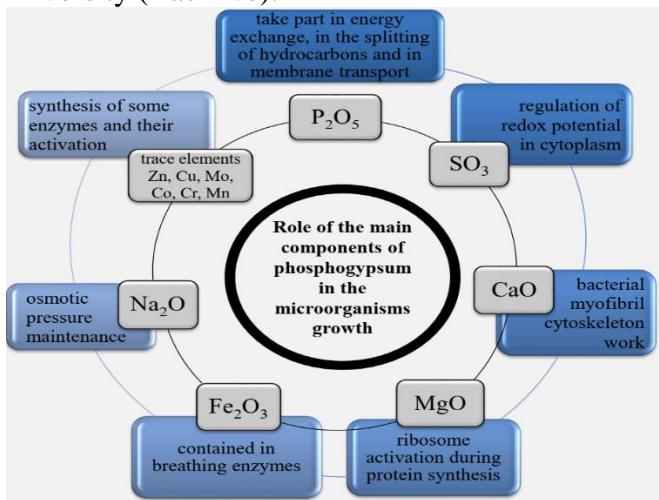 take part in energy
exchange, in the splitting
of hydrocarbons and in
membrane transport
P₂O₅
synthesis of some
enzymes and their
activation
trace elements
Zn, Cu, Mo,
Co, Cr, Mn
regulation of
redox potential
in cytoplasm
SO₃
Role of the main
components of
phosphogypsum
in the
microorganisms
growth
osmotic
pressure
maintenance
Na₂O
CaO
bacterial
myofibril
cytoskeleton
work
Fe₂O₃
contained in
breathing enzymes
MgO
ribosome
activation during
protein synthesis